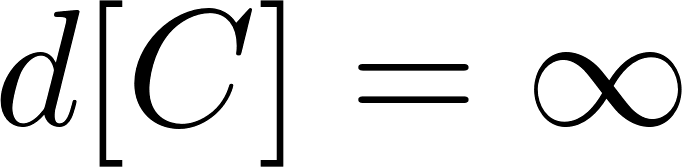 d[C] = ∞